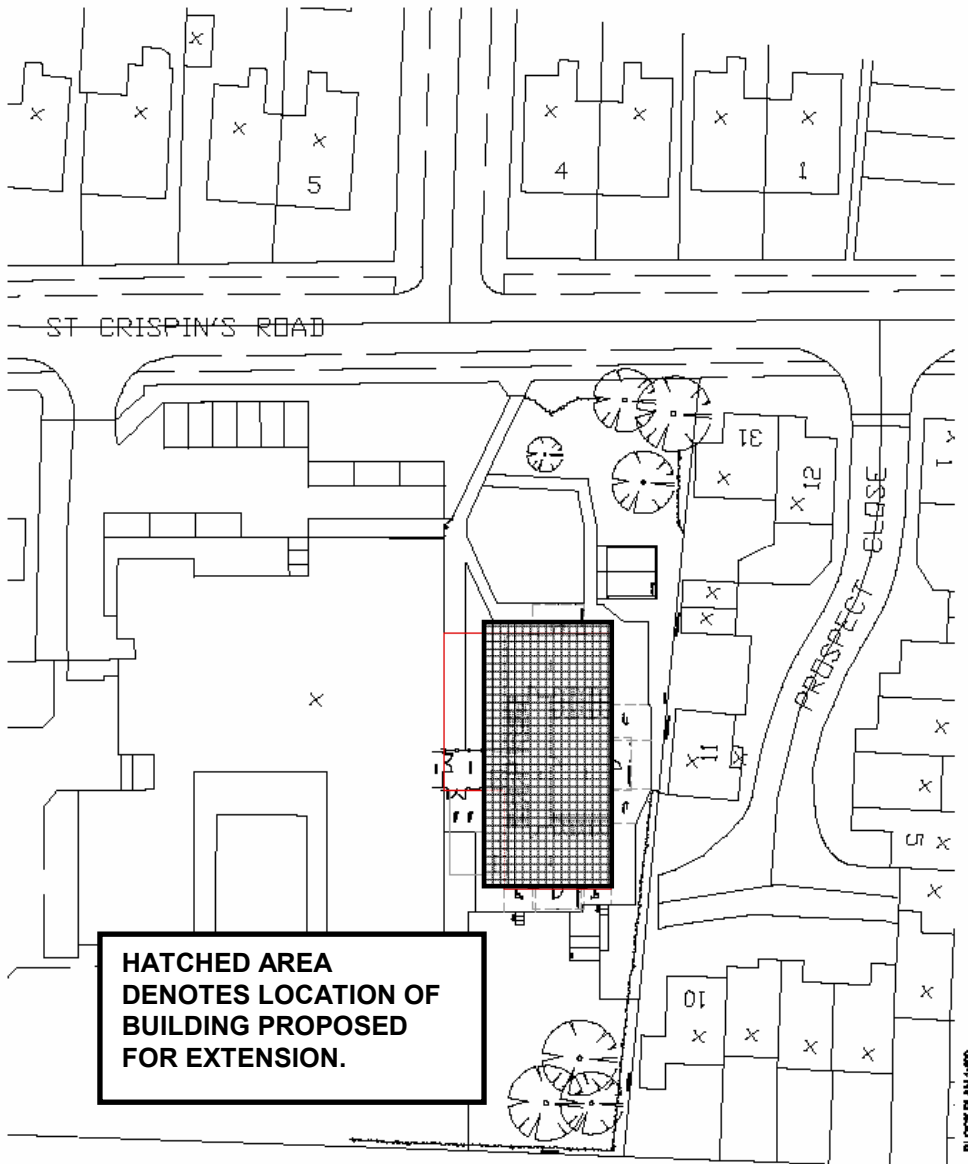 5
4
1
ST CRISPIN'S ROAD
31
12
1
PROSPECT CLOSE
11
5
10
HATCHED AREA
DENOTES LOCATION OF
BUILDING PROPOSED
FOR EXTENSION.